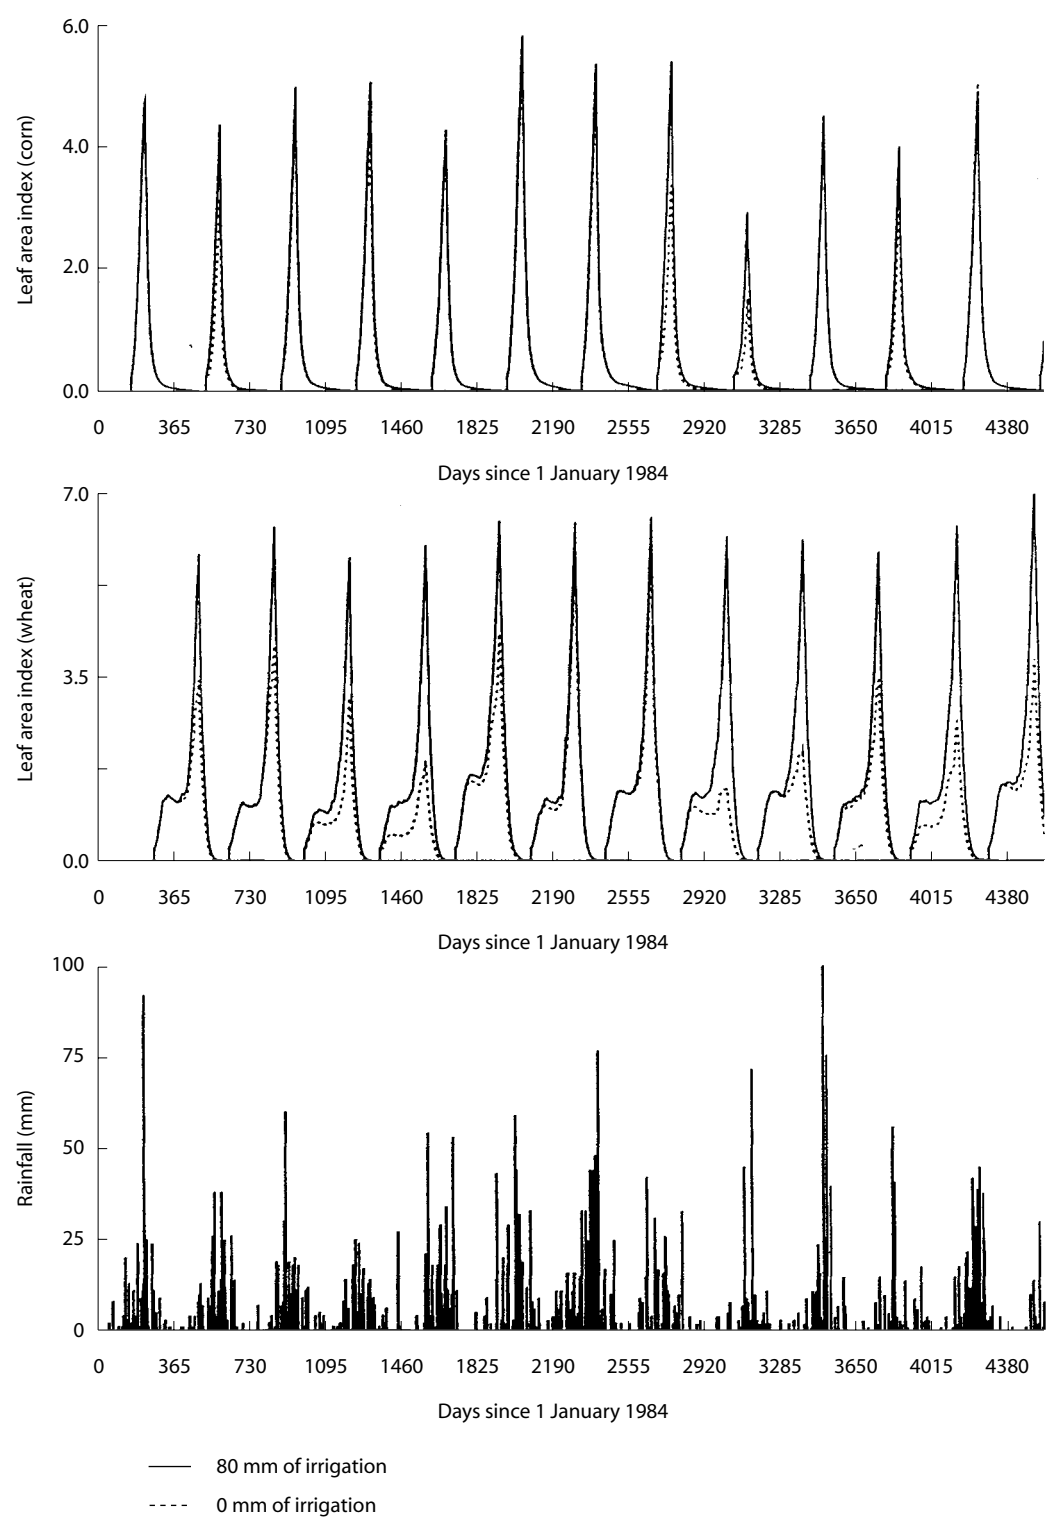 Leaf area index (corn)
6.0
4.0
2.0
0.0
0 365 730 1095 1460 1825 2190 2555 2920 3285 3650 4015 4380
Days since 1 January 1984
Leaf area index (wheat)
7.0
3.5
0.0
0 365 730 1095 1460 1825 2190 2555 2920 3285 3650 4015 4380
Days since 1 January 1984
Rainfall (mm)
100
75
50
25
0
0 365 730 1095 1460 1825 2190 2555 2920 3285 3650 4015 4380
Days since 1 January 1984
80 mm of irrigation
0 mm of irrigation